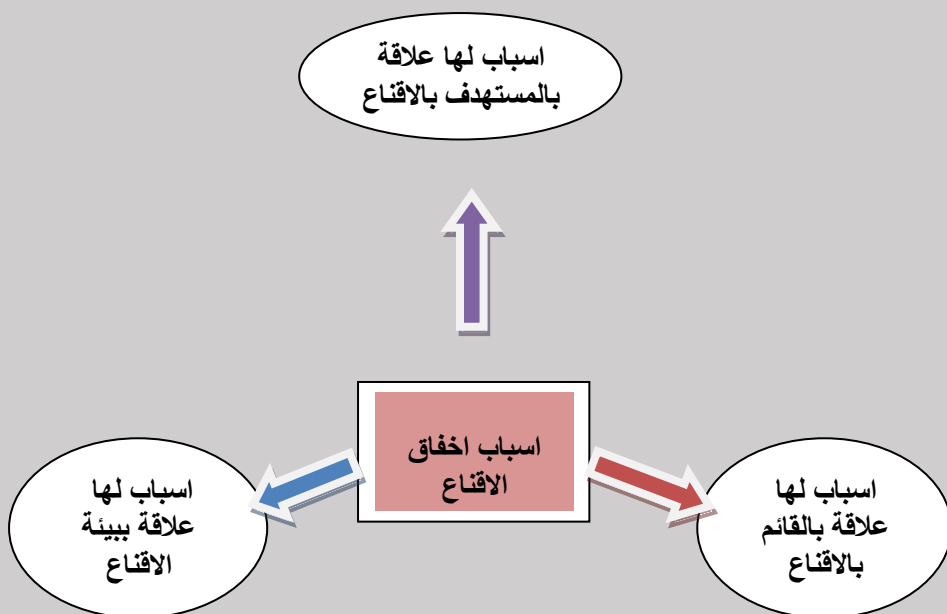 اسباب لها علاقة
بالمستهدف بالاقناع
اسباب اخفاق
الاقناع
اسباب لها
علاقة بالقائم
بالاقناع
اسباب لها
علاقة ببيئة
الاقناع